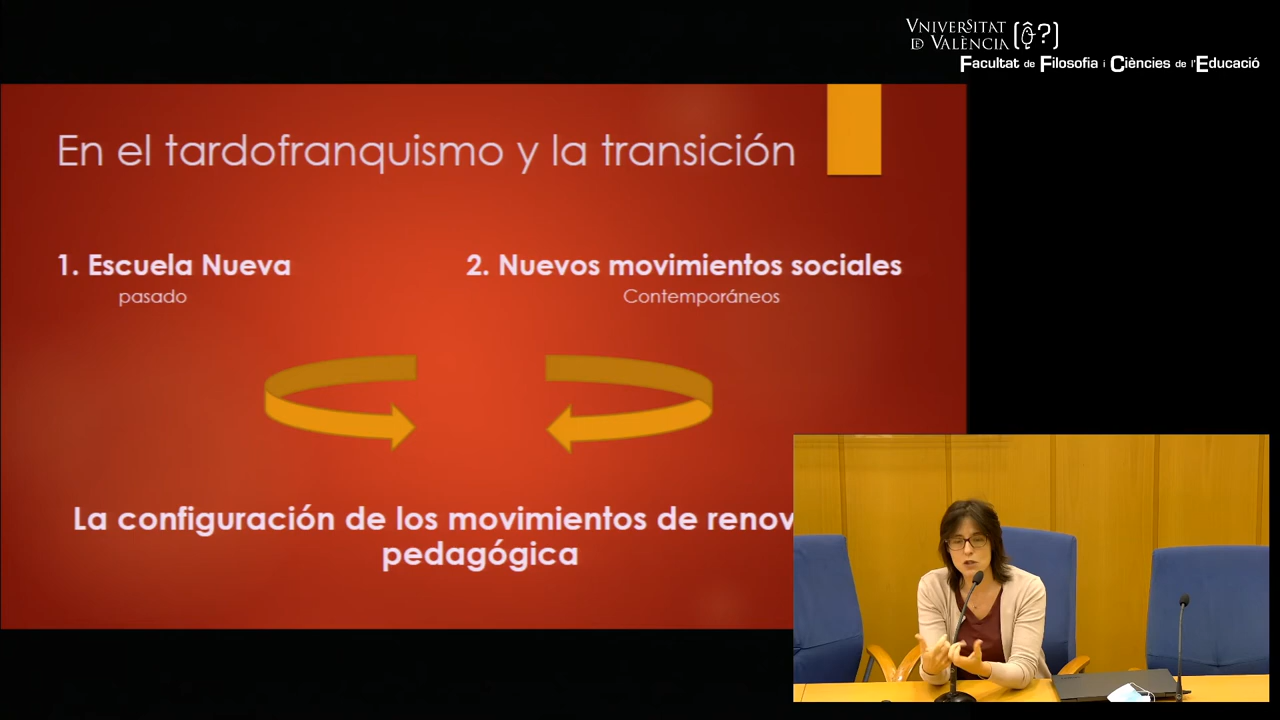 VNIVERSITAT
DE VALÈNCIA
Facultat de Filosofia i Ciències de l'Educació
En el tardofranquismo y la transición
1. Escuela Nueva
2. Nuevos movimientos sociales
pasado
Contemporáneos
La configuración de los movimientos de renov
pedagógica